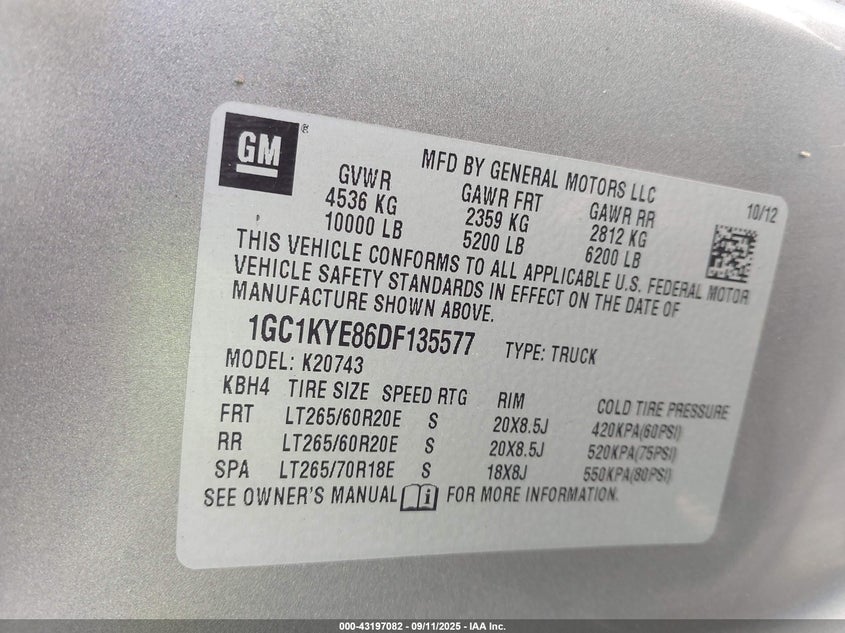 GM®
MFD BY GENERAL MOTORS LLC
10/12
GVWR GAWR FRT GAWR RR
4536 KG 2359 KG 2812 KG
10000 LB 5200 LB 6200 LB
THIS VEHICLE CONFORMS TO ALL APPLICABLE U.S. FEDERAL MOTOR
VEHICLE SAFETY STANDARDS IN EFFECT ON THE DATE OF
MANUFACTURE SHOWN ABOVE.
1GC1KYE86DF135577 TYPE: TRUCK
MODEL: K20743
KBH4 TIRE SIZE SPEED RTG RIM COLD TIRE PRESSURE
FRT LT265/60R20E S 20X8.5J 420KPA(60PSI)
RR LT265/60R20E S 20X8.5J 520KPA(75PSI)
SPA LT265/70R18E S 18X8J 550KPA(80PSI)
SEE OWNER'S MANUAL i FOR MORE INFORMATION.
000-43197082 - 09/11/2025 - IAA Inc.